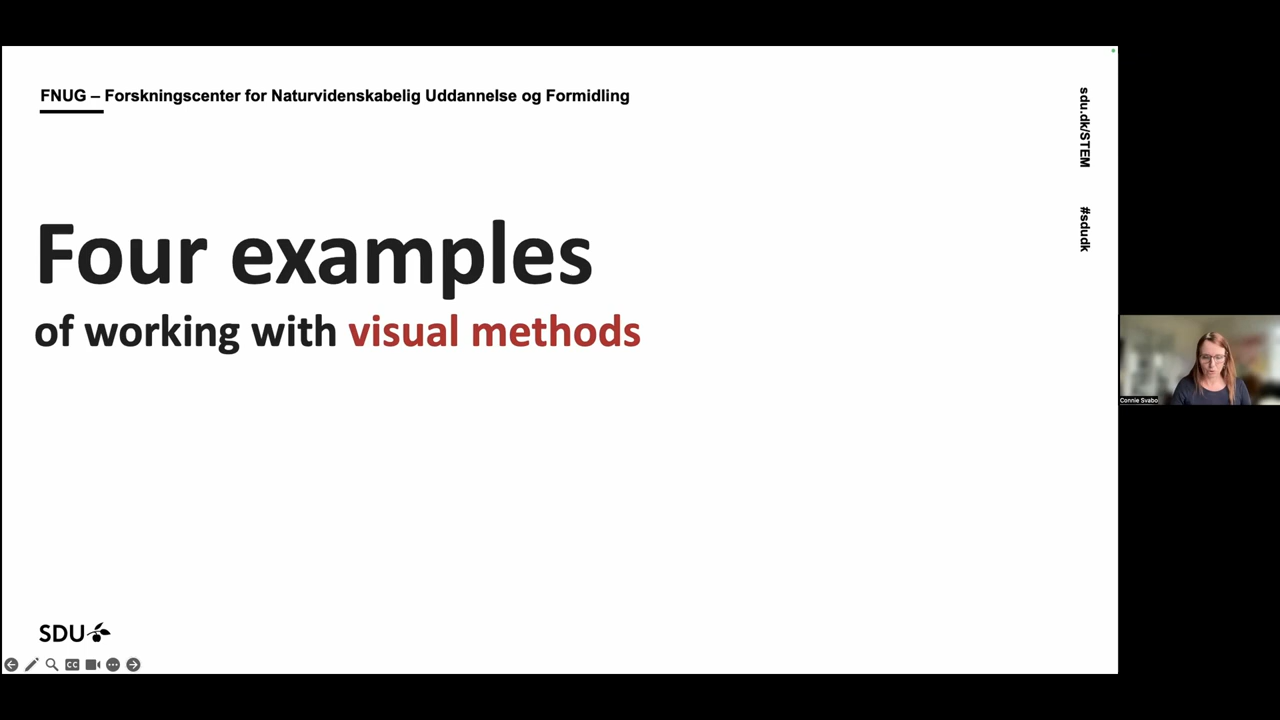 FNUG – Forskningscenter for Naturvidenskabelig Uddannelse og Formidling
sdu.dk/STEM
#sdudk
Four examples
of working with visual methods
Connie Svabo
SDU
CC